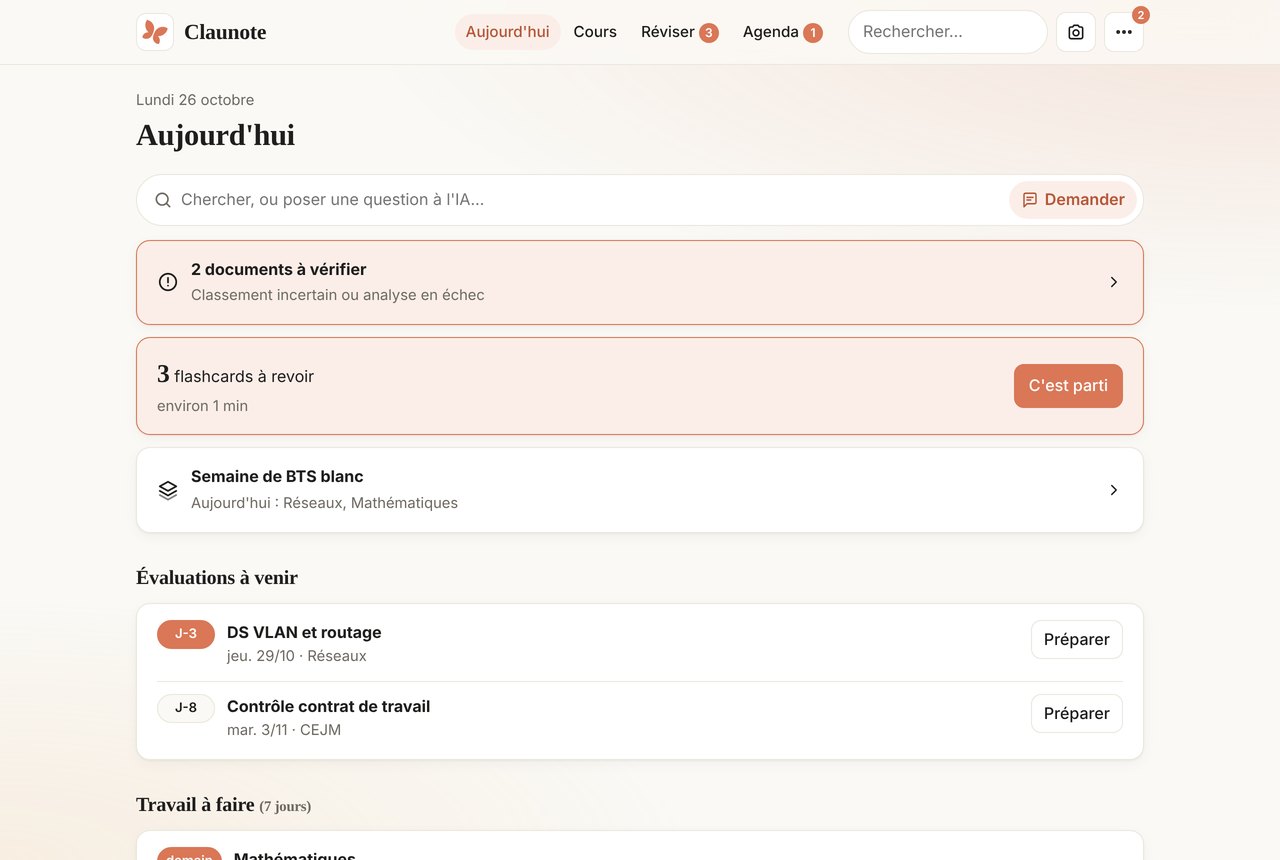 Claunote
Aujourd'hui
Cours
Réviser 3
Agenda 1
Rechercher...
2
Lundi 26 octobre
Aujourd'hui
Chercher, ou poser une question à l'IA...
Demander
2 documents à vérifier
Classement incertain ou analyse en échec
3 flashcards à revoir
environ 1 min
C'est parti
Semaine de BTS blanc
Aujourd'hui : Réseaux, Mathématiques
Évaluations à venir
J-3
DS VLAN et routage
jeu. 29/10 · Réseaux
Préparer
J-8
Contrôle contrat de travail
mar. 3/11 · CEJM
Préparer
Travail à faire (7 jours)
demain
Mathématiques